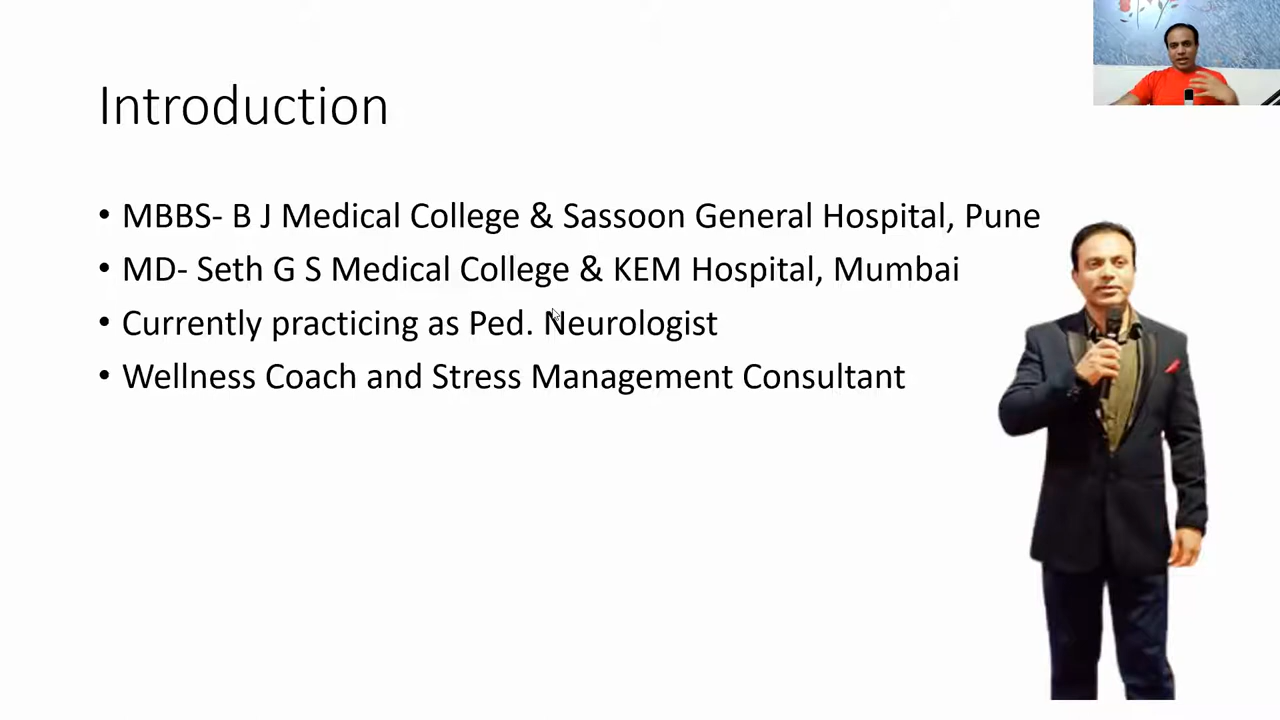 Introduction
• MBBS- B J Medical College & Sassoon General Hospital, Pune
• MD- Seth G S Medical College & KEM Hospital, Mumbai
• Currently practicing as Ped. Neurologist
• Wellness Coach and Stress Management Consultant